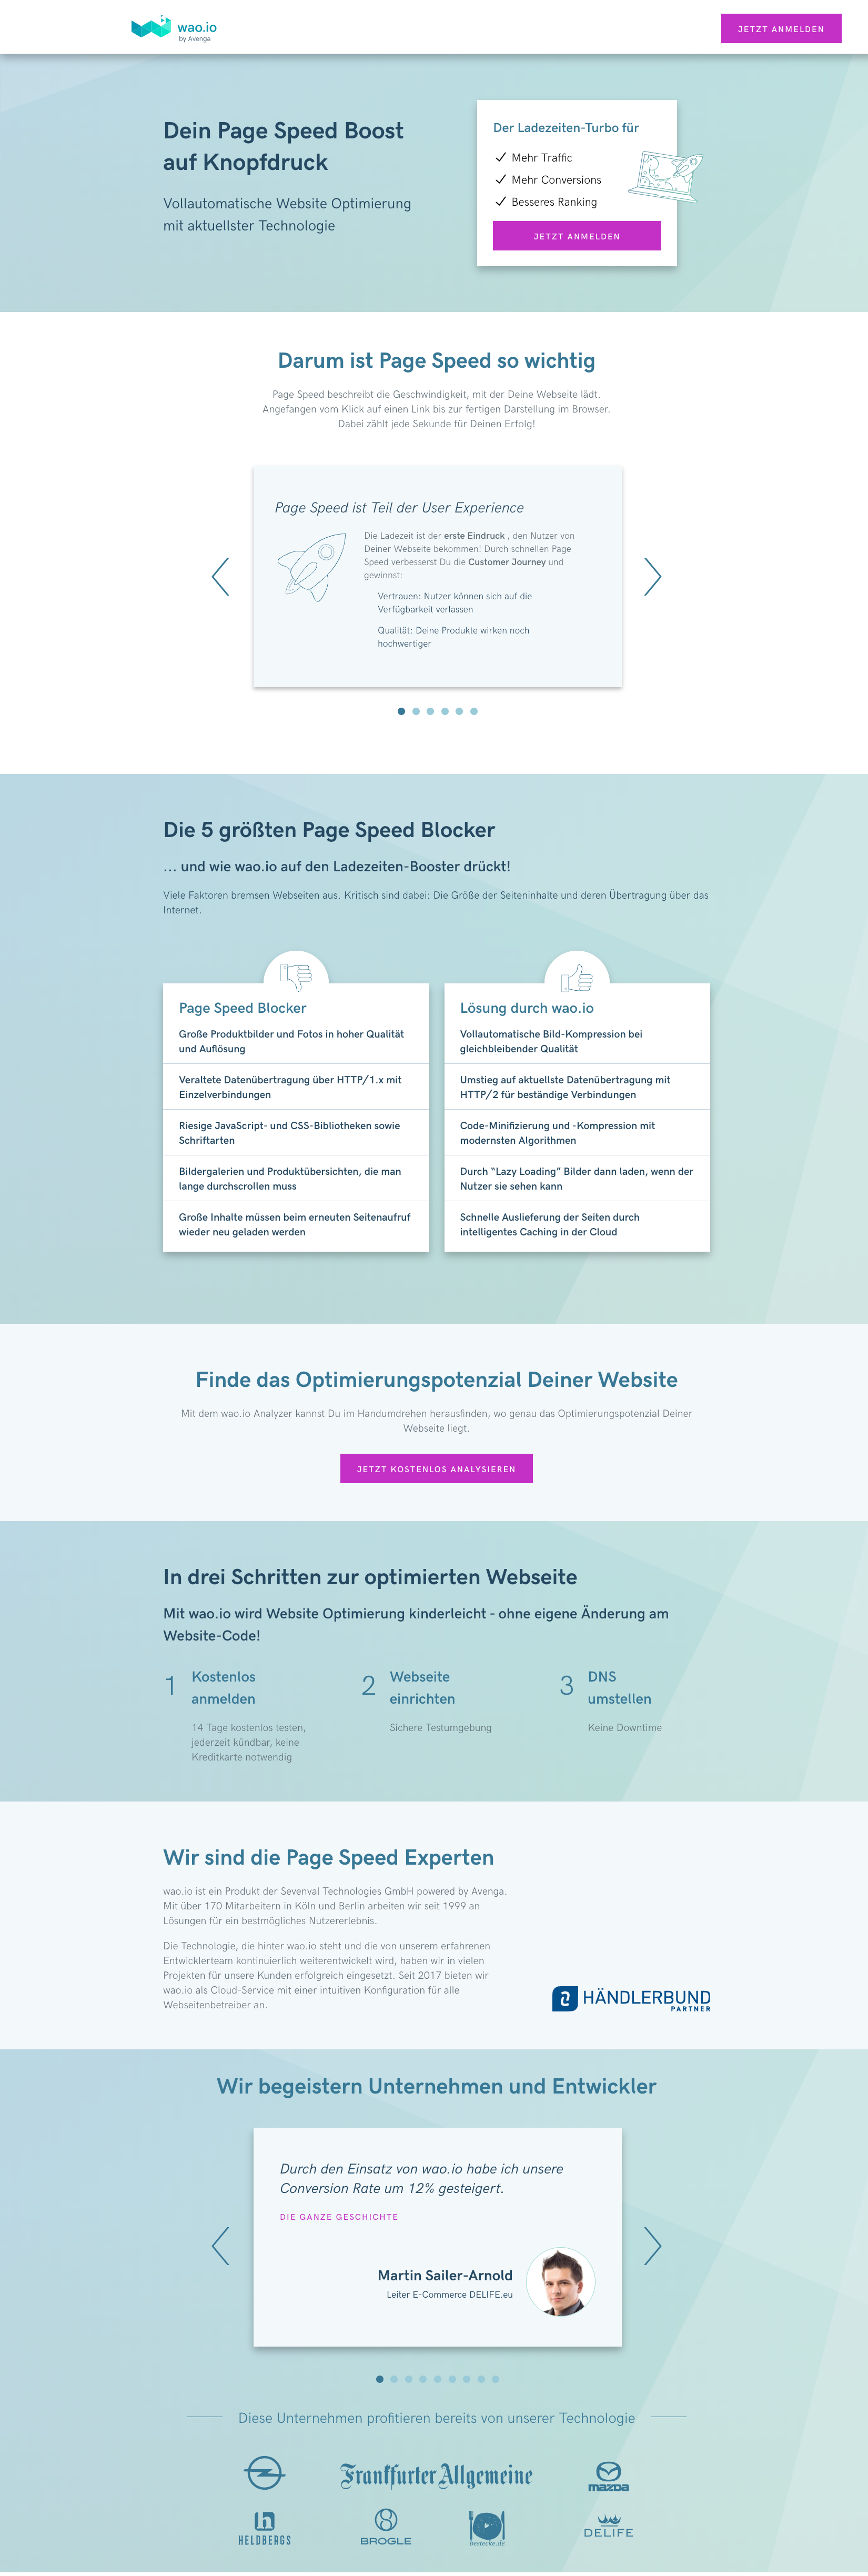 wao.io
by Avenga
JETZT ANMELDEN
Dein Page Speed Boost
auf Knopfdruck
Vollautomatische Website Optimierung
mit aktuellster Technologie
Der Ladezeiten-Turbo für
Mehr Traffic
Mehr Conversions
Besseres Ranking
JETZT ANMELDEN
Darum ist Page Speed so wichtig
Page Speed beschreibt die Geschwindigkeit, mit der Deine Webseite lädt.
Angefangen vom Klick auf einen Link bis zur fertigen Darstellung im Browser.
Dabei zählt jede Sekunde für Deinen Erfolg!
Page Speed ist Teil der User Experience
Die Ladezeit ist der erste Eindruck , den Nutzer von
Deiner Webseite bekommen! Durch schnellen Page
Speed verbesserst Du die Customer Journey und
gewinnst:
Vertrauen: Nutzer können sich auf die
Verfügbarkeit verlassen
Qualität: Deine Produkte wirken noch
hochwertiger
Die 5 größten Page Speed Blocker
... und wie wao.io auf den Ladezeiten-Booster drückt!
Viele Faktoren bremsen Webseiten aus. Kritisch sind dabei: Die Größe der Seiteninhalte und deren Übertragung über das
Internet.
Page Speed Blocker
Große Produktbilder und Fotos in hoher Qualität
und Auflösung
Veraltete Datenübertragung über HTTP/1.x mit
Einzelverbindungen
Riesige JavaScript- und CSS-Bibliotheken sowie
Schriftarten
Bildergalerien und Produktübersichten, die man
lange durchscrollen muss
Große Inhalte müssen beim erneuten Seitenaufruf
wieder neu geladen werden
Lösung durch wao.io
Vollautomatische Bild-Kompression bei
gleichbleibender Qualität
Umstieg auf aktuellste Datenübertragung mit
HTTP/2 für beständige Verbindungen
Code-Minifizierung und -Kompression mit
modernsten Algorithmen
Durch “Lazy Loading” Bilder dann laden, wenn der
Nutzer sie sehen kann
Schnelle Auslieferung der Seiten durch
intelligentes Caching in der Cloud
Finde das Optimierungspotenzial Deiner Website
Mit dem wao.io Analyzer kannst Du im Handumdrehen herausfinden, wo genau das Optimierungspotenzial Deiner
Webseite liegt.
JETZT KOSTENLOS ANALYSIEREN
In drei Schritten zur optimierten Webseite
Mit wao.io wird Website Optimierung kinderleicht - ohne eigene Änderung am
Website-Code!
1
Kostenlos
anmelden
14 Tage kostenlos testen,
jederzeit kündbar, keine
Kreditkarte notwendig
2
Webseite
einrichten
Sichere Testumgebung
3
DNS
umstellen
Keine Downtime
Wir sind die Page Speed Experten
wao.io ist ein Produkt der Sevenval Technologies GmbH powered by Avenga.
Mit über 170 Mitarbeitern in Köln und Berlin arbeiten wir seit 1999 an
Lösungen für ein bestmögliches Nutzererlebnis.
Die Technologie, die hinter wao.io steht und die von unserem erfahrenen
Entwicklerteam kontinuierlich weiterentwickelt wird, haben wir in vielen
Projekten für unsere Kunden erfolgreich eingesetzt. Seit 2017 bieten wir
wao.io als Cloud-Service mit einer intuitiven Konfiguration für alle
Webseitenbetreiber an.
HÄNDLERBUND
PARTNER
Wir begeistern Unternehmen und Entwickler
Durch den Einsatz von wao.io habe ich unsere
Conversion Rate um 12% gesteigert.
DIE GANZE GESCHICHTE
Martin Sailer-Arnold
Leiter E-Commerce DELIFE.eu
Diese Unternehmen profitieren bereits von unserer Technologie
Frankfurter Allgemeine
mazda
HELDBERGS
BROGLE
bestecke.de
DELIFE